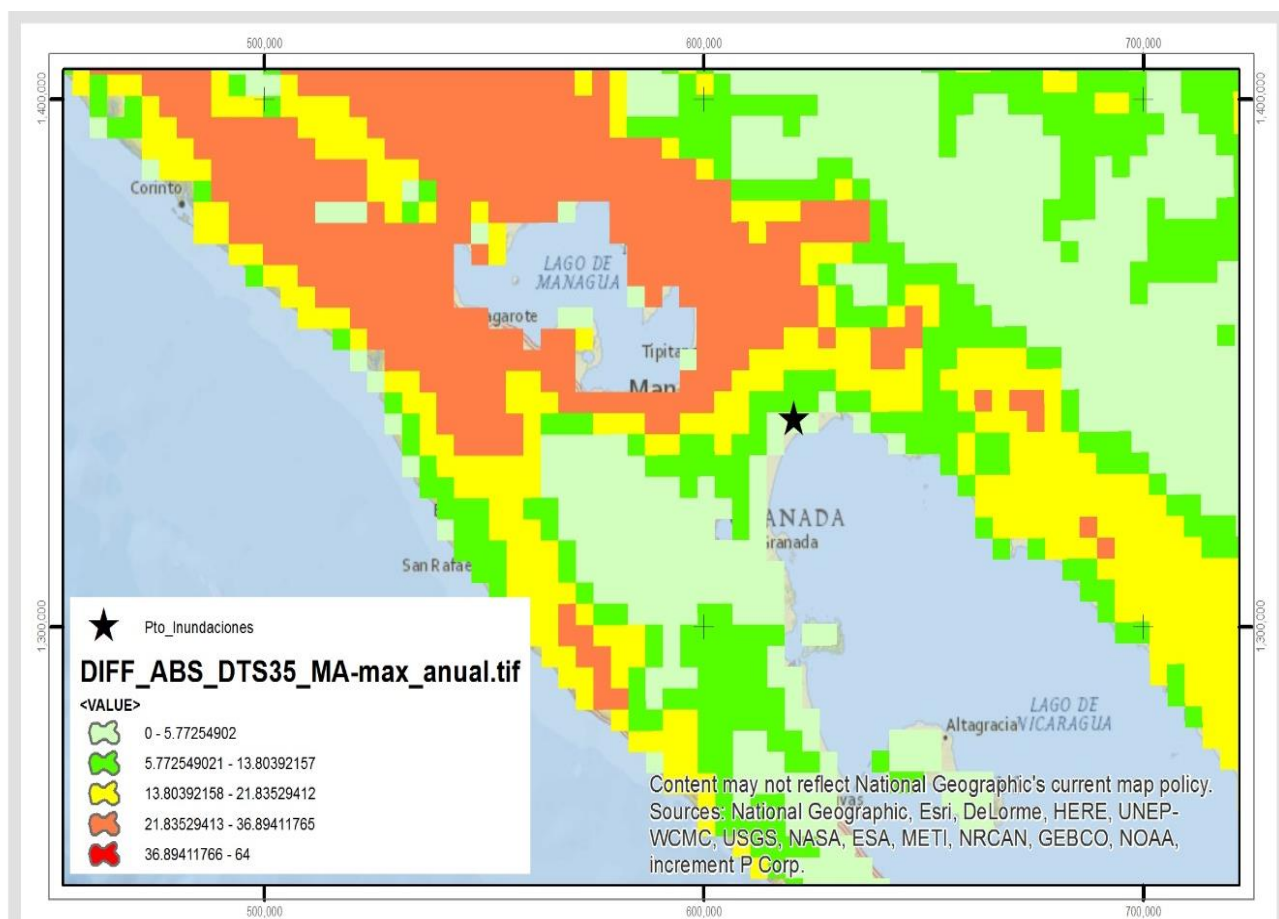 500,000
600,000
700,000
1,400,000
1,400,000
Corinto
LAGO DE
MANAGUA
agarote
Tipita
Man
ANADA
Granada
San Rafae
1,300,000
1,300,000
Pto_Inundaciones
DIFF_ABS_DTS35_MA-max_anual.tif
<VALUE>
0 - 5.77254902
5.772549021 - 13.80392157
13.80392158 - 21.83529412
21.83529413 - 36.89411765
36.89411766 - 64
LAGO DE
Altagracia NICARAGUA
vas
Content may not reflect National Geographic's current map policy.
Sources: National Geographic, Esri, DeLorme, HERE, UNEP-
WCMC, USGS, NASA, ESA, METI, NRCAN, GEBCO, NOAA,
increment P Corp.
500,000
600,000
700,000